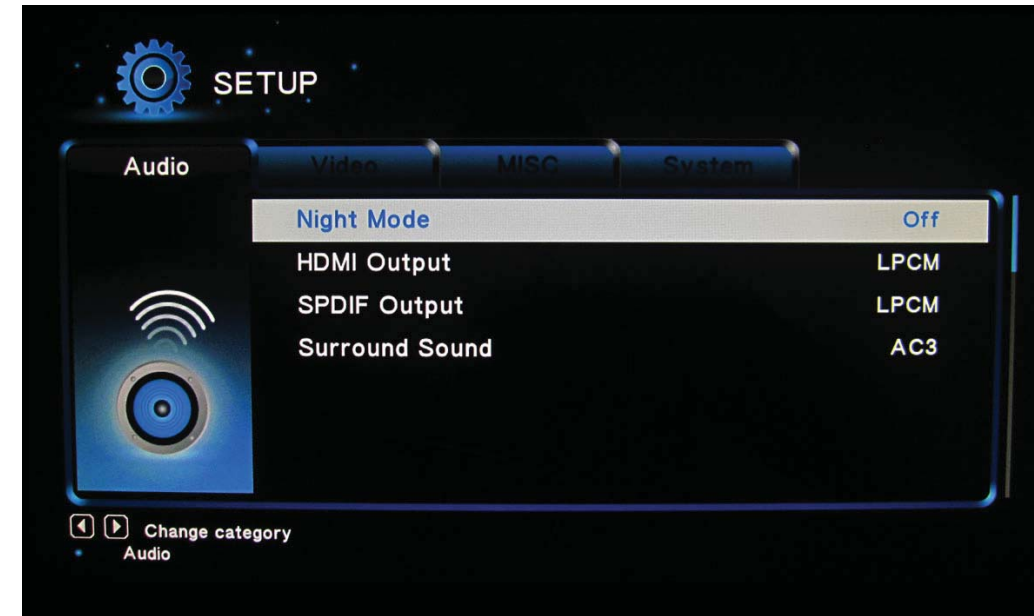 SETUP
Audio Video MISC System
Night Mode Off
HDMI Output LPCM
SPDIF Output LPCM
Surround Sound AC3
Change category
Audio